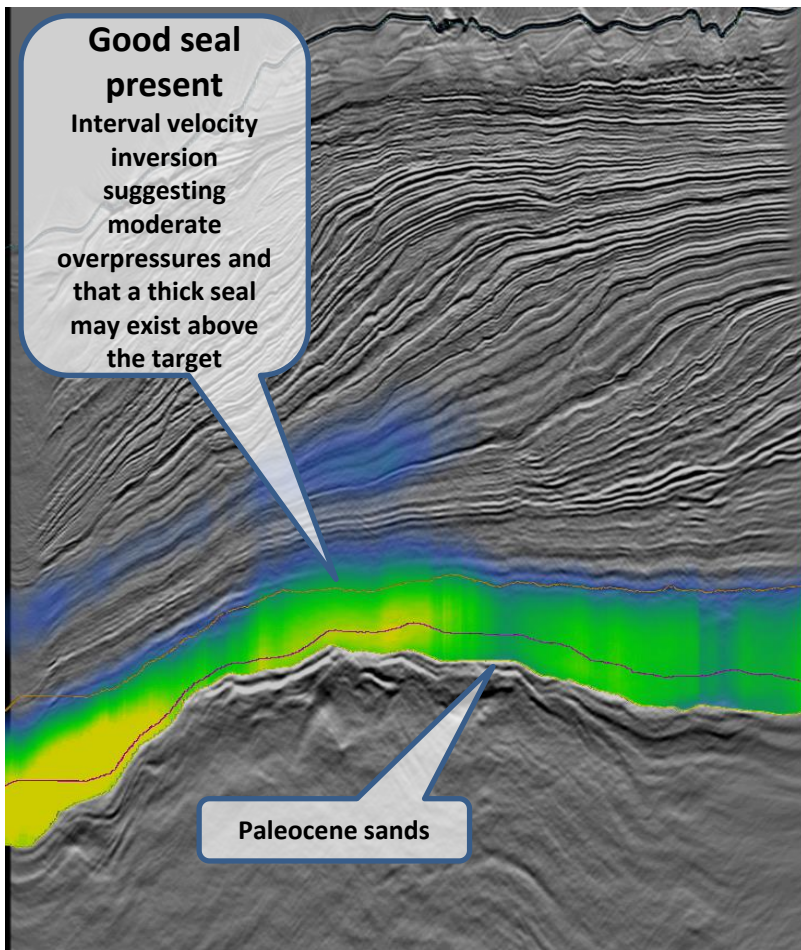 Good seal
present
Interval velocity
inversion
suggesting
moderate
overpressures and
that a thick seal
may exist above
the target
Paleocene sands